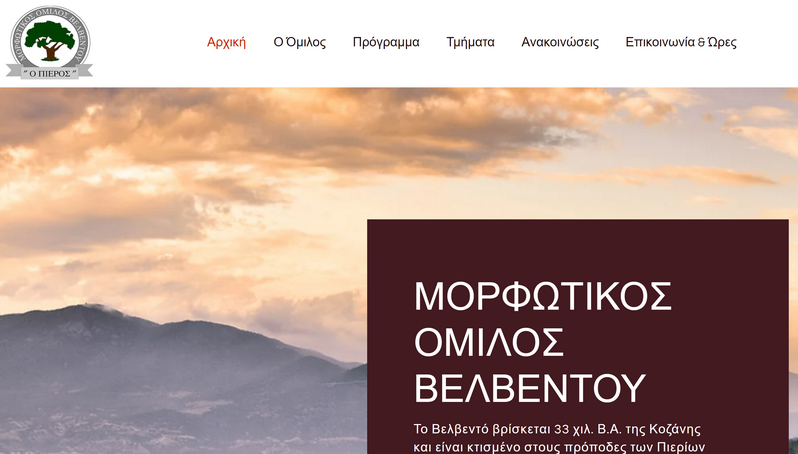 ΜΟΡΦΩΤΙΚΟΣ ΟΜΙΛΟΣ ΒΕΛΒΕΝΤΟΥ
" Ο ΠΙΕΡΟΣ "
Αρχική Ο Όμιλος Πρόγραμμα Τμήματα Ανακοινώσεις Επικοινωνία & Ώρες
ΜΟΡΦΩΤΙΚΟΣ
ΟΜΙΛΟΣ
ΒΕΛΒΕΝΤΟΥ
Το Βελβεντό βρίσκεται 33 χιλ. Β.Α. της Κοζάνης
και είναι κτισμένο στους πρόποδες των Πιερίων